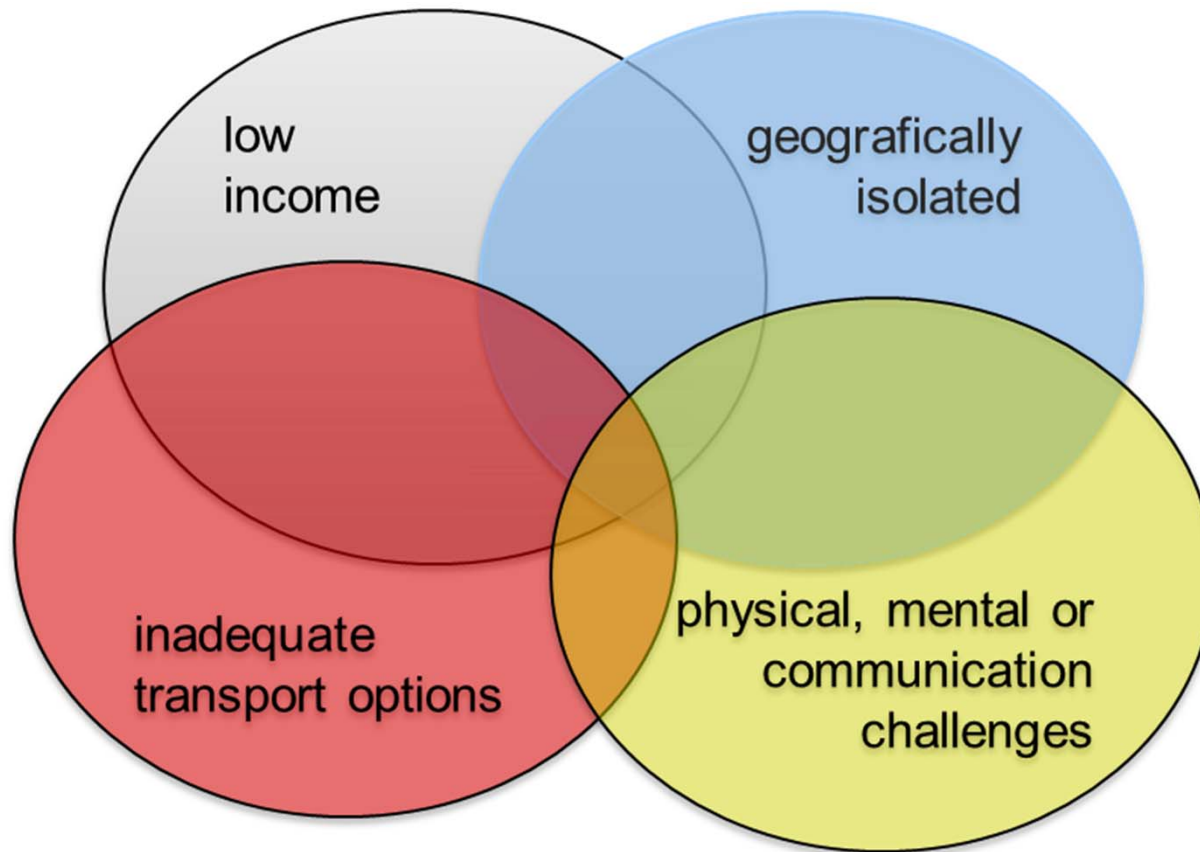 low
income
geografically
isolated
inadequate
transport options
physical, mental or
communication
challenges